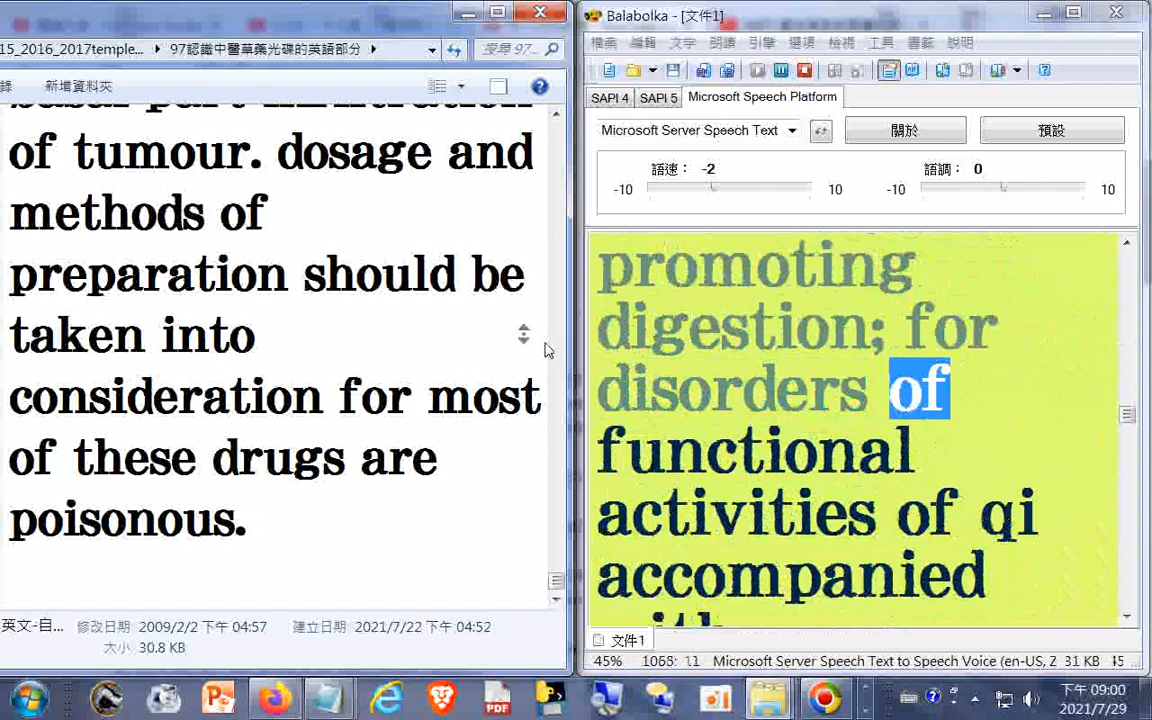 15_2016_2017temple...
97認識中醫草藥光碟的英語部分
搜尋 97...
錄
新增資料夾
of tumour. dosage and
methods of
preparation should be
taken into
consideration for most
of these drugs are
poisonous.
英文-自...
修改日期 2009/2/2 下午 04:57
建立日期 2021/7/22 下午 04:52
大小 30.8 KB
Balabolka - [文件1]
檔案 編輯 文字 朗讀 引擎 選項 檢視 工具 書籤 說明
SAPI 4
SAPI 5
Microsoft Speech Platform
Microsoft Server Speech Text
關於
預設
語速: -2
語調: 0
-10 10
-10 10
promoting
digestion; for
disorders of
functional
activities of qi
accompanied
文件1
45%
Microsoft Server Speech Text to Speech Voice (en-US, Z
31 KB
PDF
下午 09:00
2021/7/29